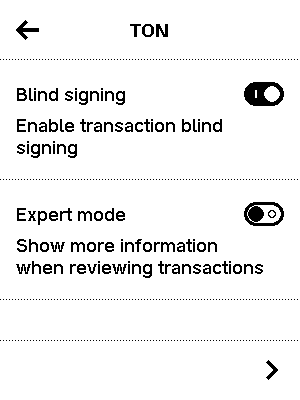 TON
Blind signing
Enable transaction blind
signing
Expert mode
Show more information
when reviewing transactions